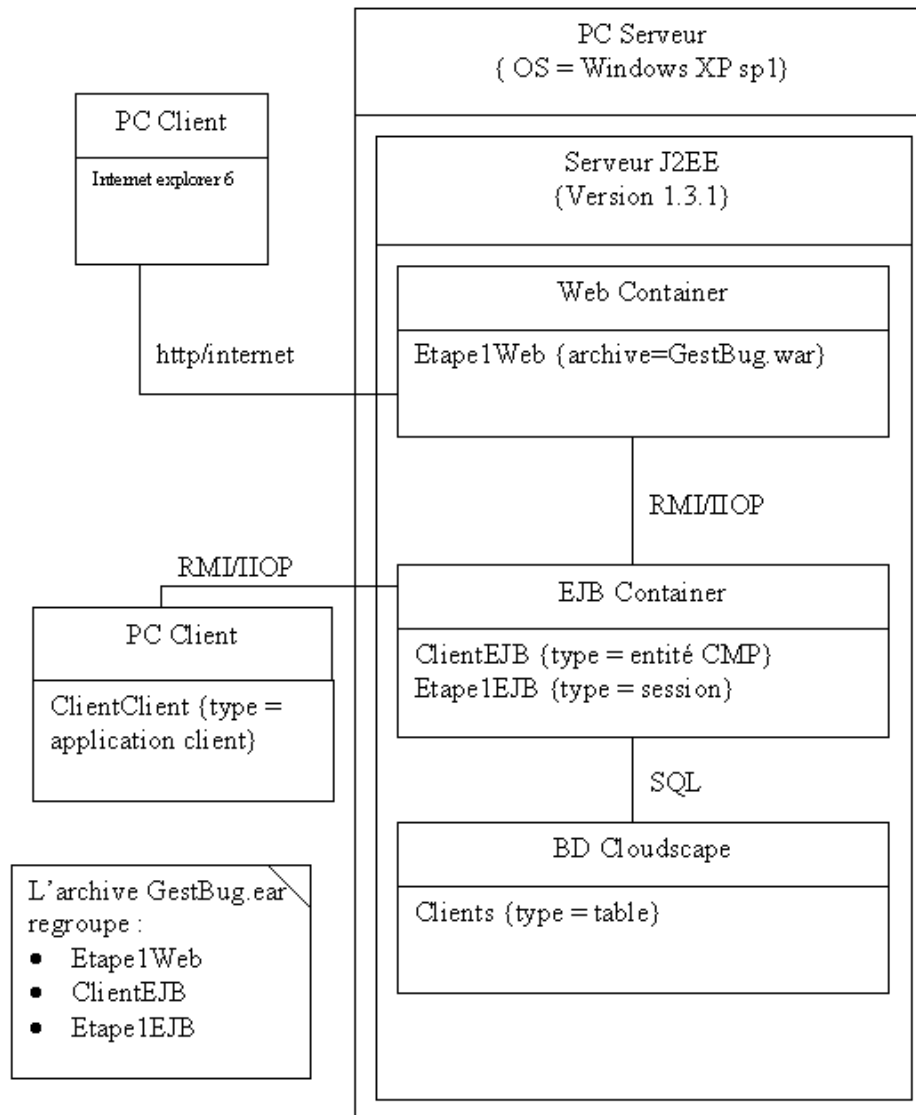 PC Serveur
{ OS = Windows XP sp1}
PC Client
Internet explorer 6
Serveur J2EE
{Version 1.3.1}
Web Container
Etape1Web {archive=GestBug.war}
http/internet
RMI/IIOP
RMI/IIOP
EJB Container
ClientEJB {type = entité CMP}
Etape1EJB {type = session}
PC Client
ClientClient {type =
application client}
SQL
BD Cloudscape
Clients {type = table}
L’archive GestBug.ear
regroupe :
● Etape1Web
● ClientEJB
● Etape1EJB